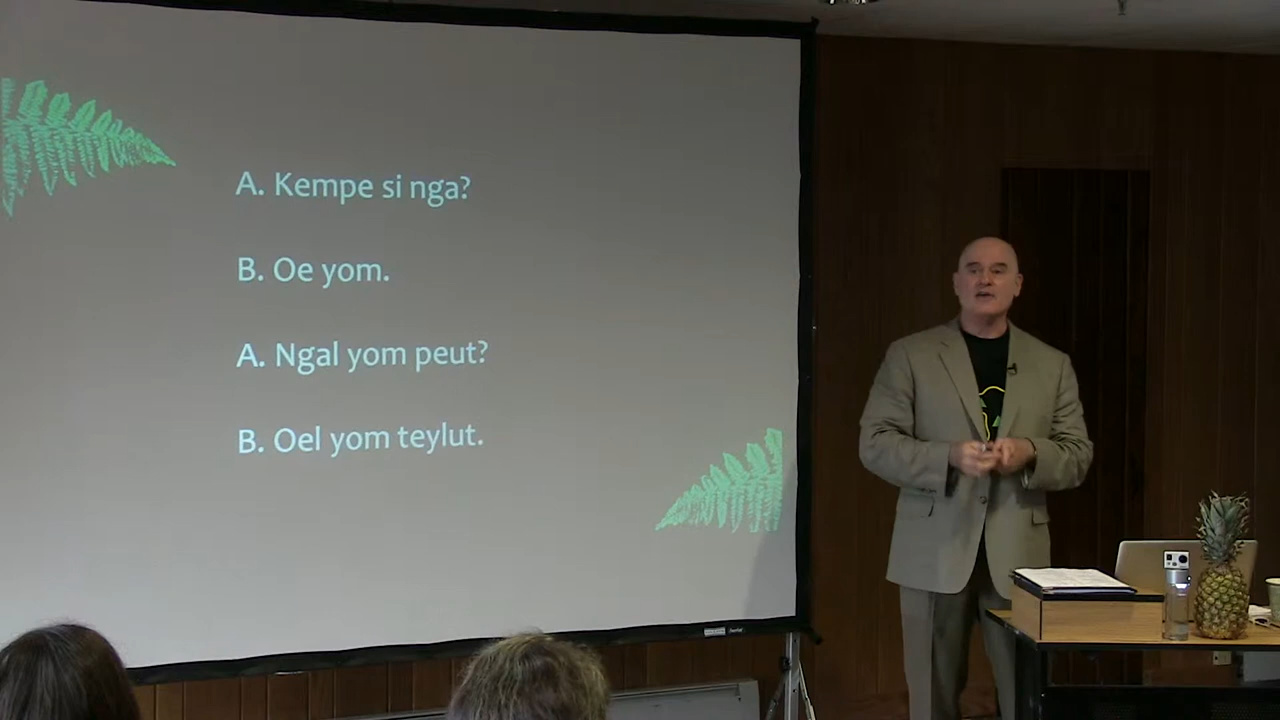 A. Kempe si nga?
B. Oe yom.
A. Ngal yom peut?
B. Oel yom teylut.